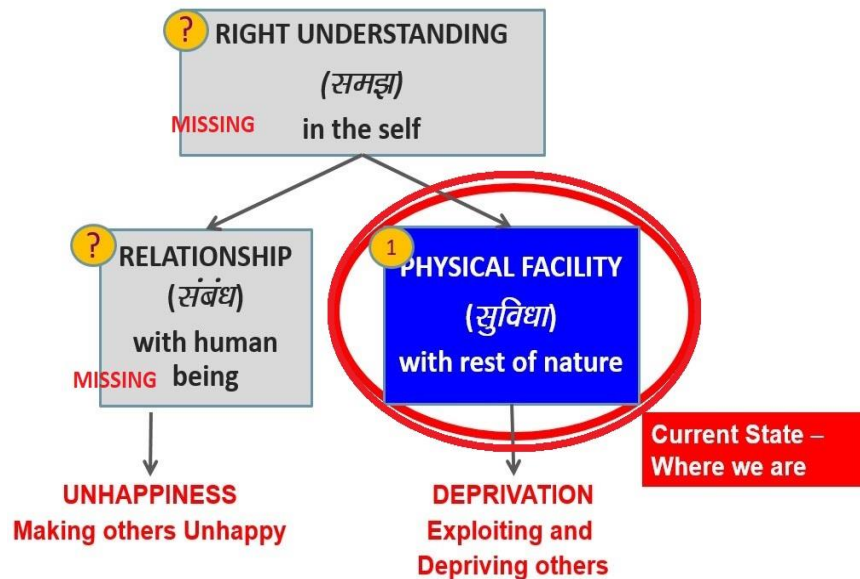 ?
RIGHT UNDERSTANDING
(समझ)
MISSING
in the self
?
RELATIONSHIP
(संबंध)
with human
MISSING
being
1
PHYSICAL FACILITY
(सुविधा)
with rest of nature
Current State –
Where we are
UNHAPPINESS
Making others Unhappy
DEPRIVATION
Exploiting and
Depriving others